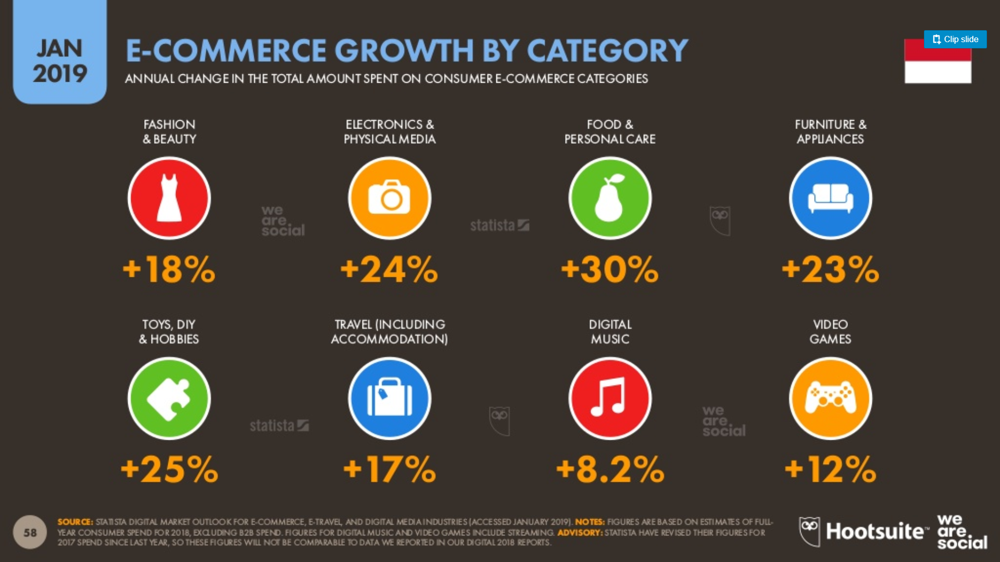 JAN
2019
E-COMMERCE GROWTH BY CATEGORY
ANNUAL CHANGE IN THE TOTAL AMOUNT SPENT ON CONSUMER E-COMMERCE CATEGORIES
Clip slide
FASHION
& BEAUTY
ELECTRONICS &
PHYSICAL MEDIA
FOOD &
PERSONAL CARE
FURNITURE &
APPLIANCES
we
are.
social
statista
+18%
+24%
+30%
+23%
TOYS, DIY
& HOBBIES
TRAVEL (INCLUDING
ACCOMMODATION)
DIGITAL
MUSIC
VIDEO
GAMES
statista
we
are.
social
+25%
+17%
+8.2%
+12%
58
SOURCE: STATISTA DIGITAL MARKET OUTLOOK FOR E-COMMERCE, E-TRAVEL, AND DIGITAL MEDIA INDUSTRIES (ACCESSED JANUARY 2019). NOTES: FIGURES ARE BASED ON ESTIMATES OF FULL-
YEAR CONSUMER SPEND FOR 2018, EXCLUDING B2B SPEND. FIGURES FOR DIGITAL MUSIC AND VIDEO GAMES INCLUDE STREAMING. ADVISORY: STATISTA HAVE REVISED THEIR FIGURES FOR
2017 SPEND SINCE LAST YEAR, SO THESE FIGURES WILL NOT BE COMPARABLE TO DATA WE REPORTED IN OUR DIGITAL 2018 REPORTS.
Hootsuite™
we
are.
social